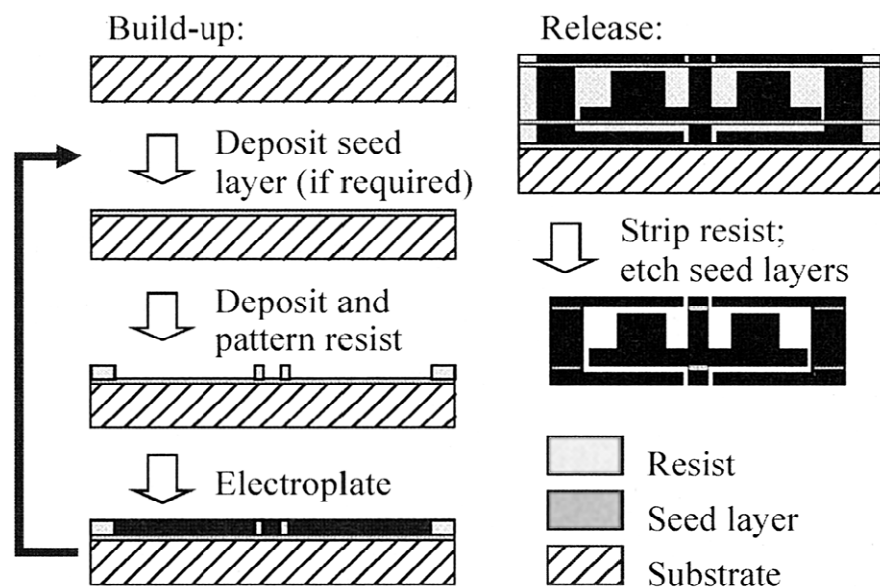 Build-up:
Deposit seed
layer (if required)
Deposit and
pattern resist
Electroplate
Release:
Strip resist;
etch seed layers
Resist
Seed layer
Substrate